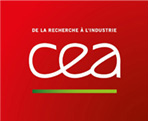 DE LA RECHERCHE À L'INDUSTRIE
cea